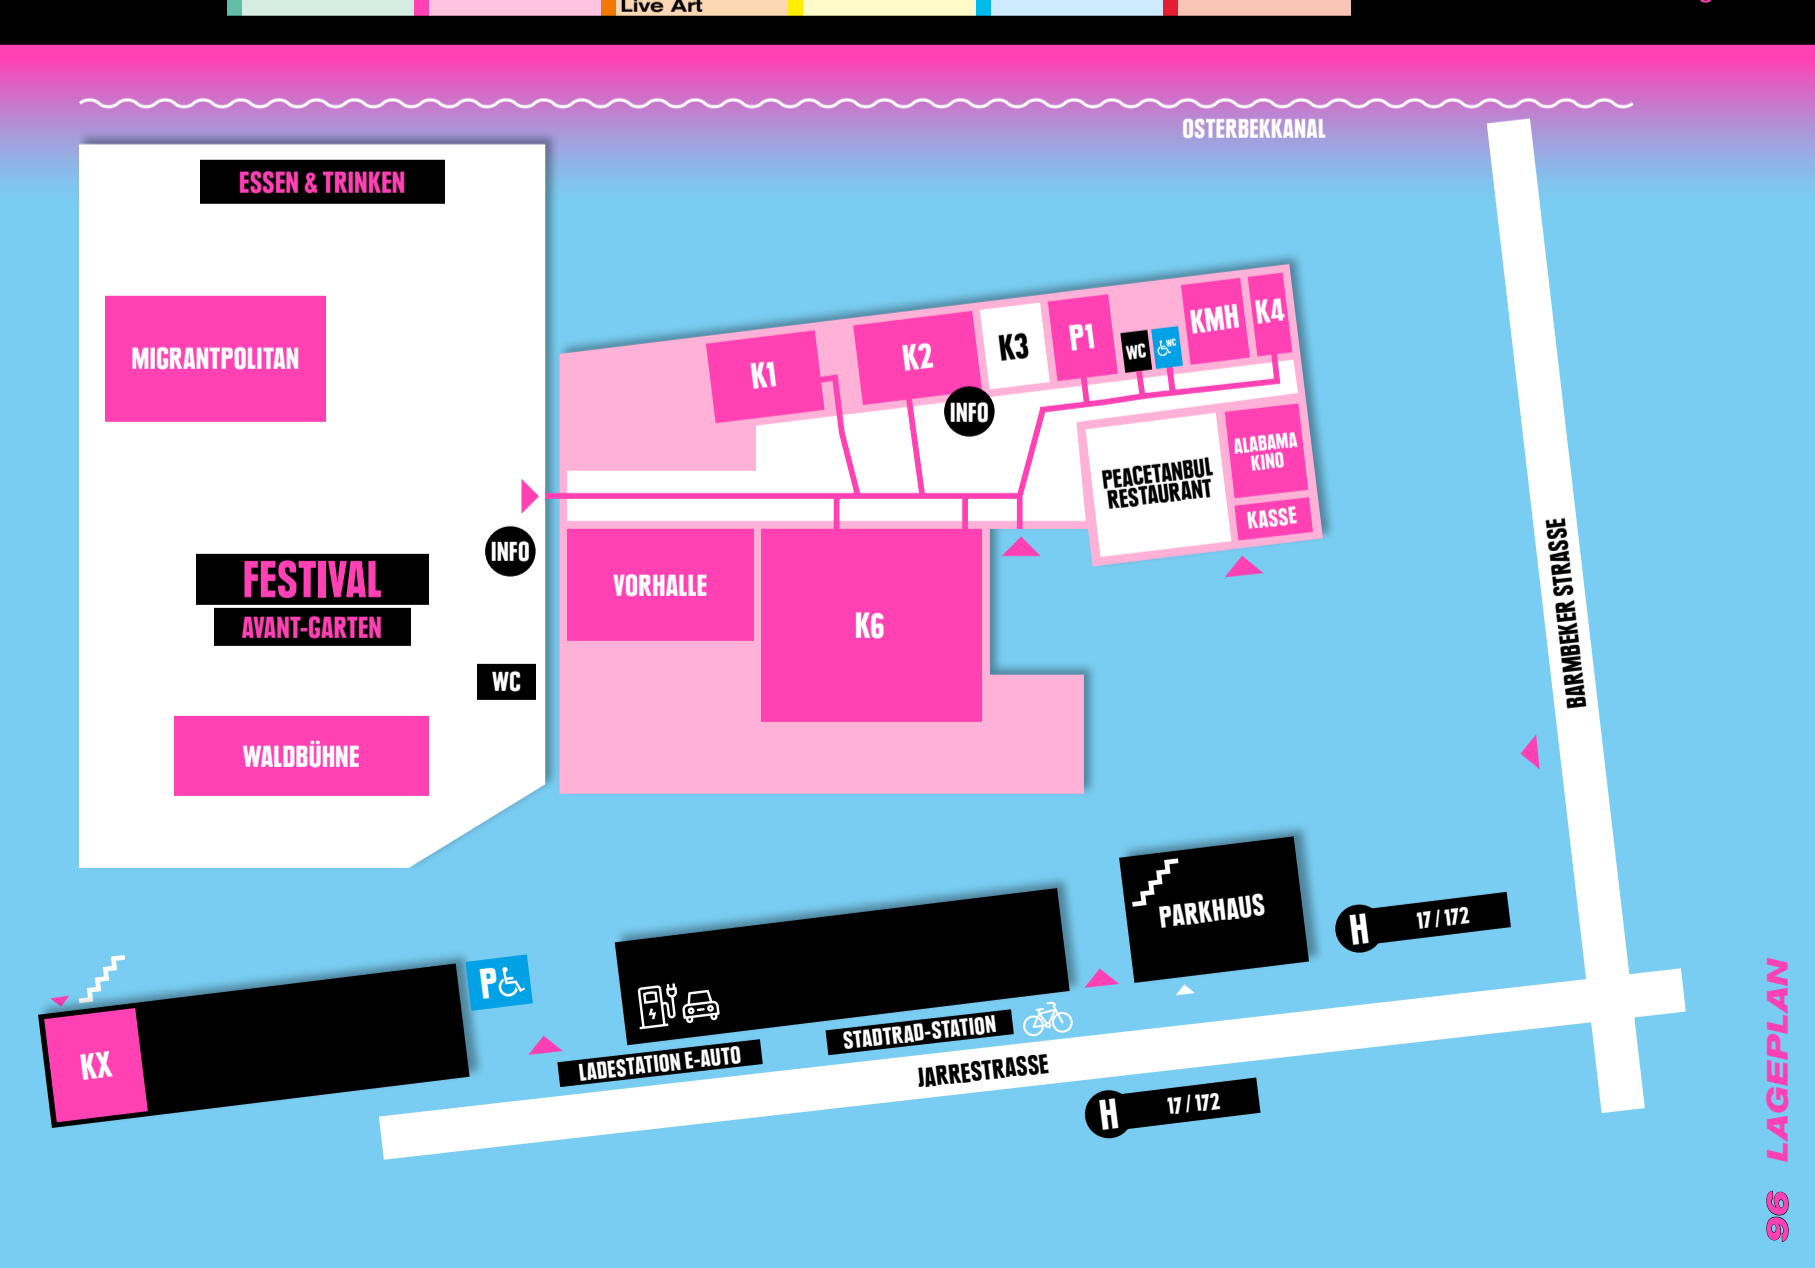 Live Art
OSTERBEKKANAL
ESSEN & TRINKEN
MIGRANTPOLITAN
K1
K2
K3
P1
WC
WC
KMH
K4
INFO
PEACETANBUL
RESTAURANT
ALABAMA
KINO
KASSE
INFO
FESTIVAL
AVANT-GARTEN
VORHALLE
K6
WC
WALDBÜHNE
BARMBEKER STRASSE
PARKHAUS
H 17 / 172
P
KX
LADESTATION E-AUTO
STADTRAD-STATION
JARRESTRASSE
H 17 / 172
96 LAGEPLAN